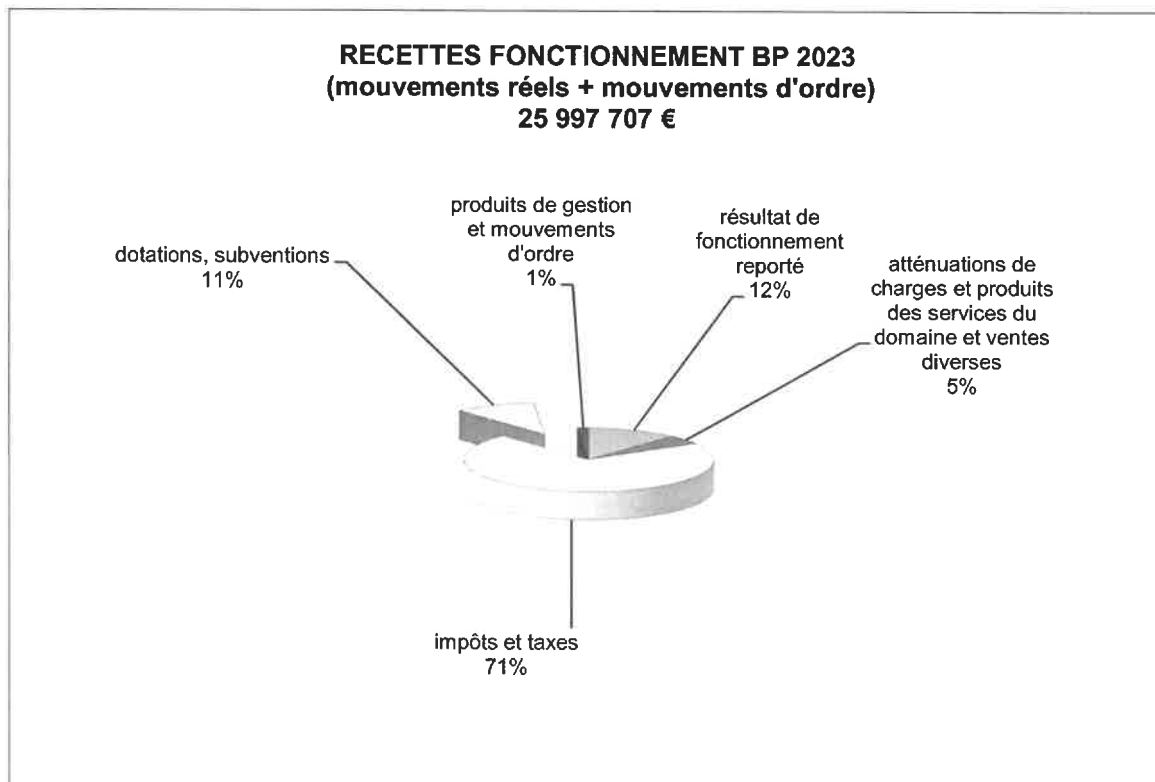 RECETTES FONCTIONNEMENT BP 2023
(mouvements réels + mouvements d'ordre)
25 997 707 €
dotations, subventions
11%
produits de gestion
et mouvements
d'ordre
1%
résultat de
fonctionnement
reporté
12%
atténuations de
charges et produits
des services du
domaine et ventes
diverses
5%
impôts et taxes
71%